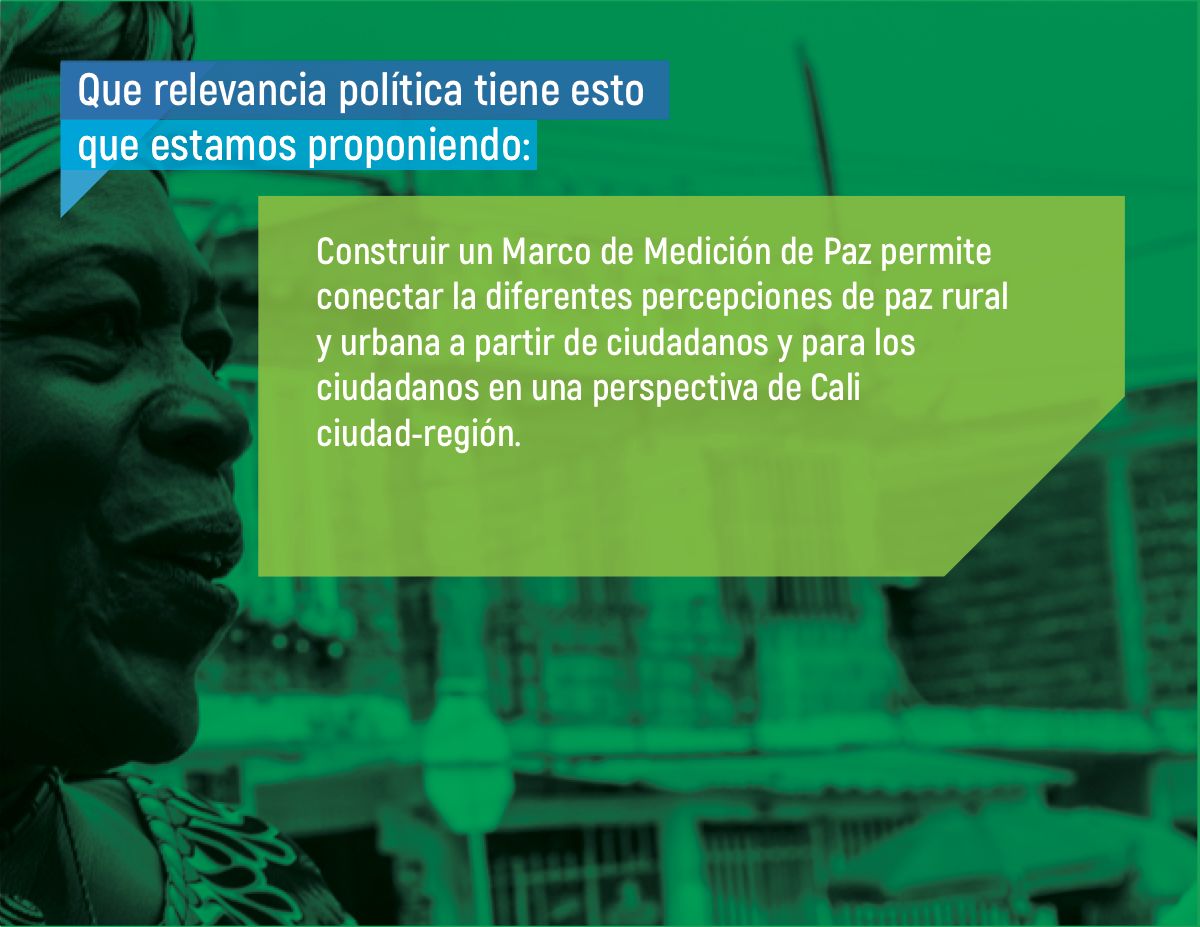 Que relevancia política tiene esto
que estamos proponiendo:
Construir un Marco de Medición de Paz permite
conectar la diferentes percepciones de paz rural
y urbana a partir de ciudadanos y para los
ciudadanos en una perspectiva de Cali
ciudad-región.